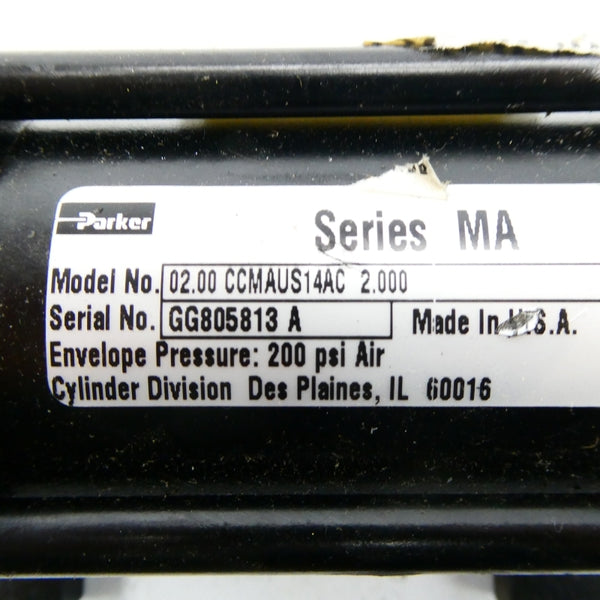 Parker
Series MA
Model No. 02.00 CCMAUS14AC 2.000
Serial No. GG805813 A Made In U.S.A.
Envelope Pressure: 200 psi Air
Cylinder Division Des Plaines, IL 60016